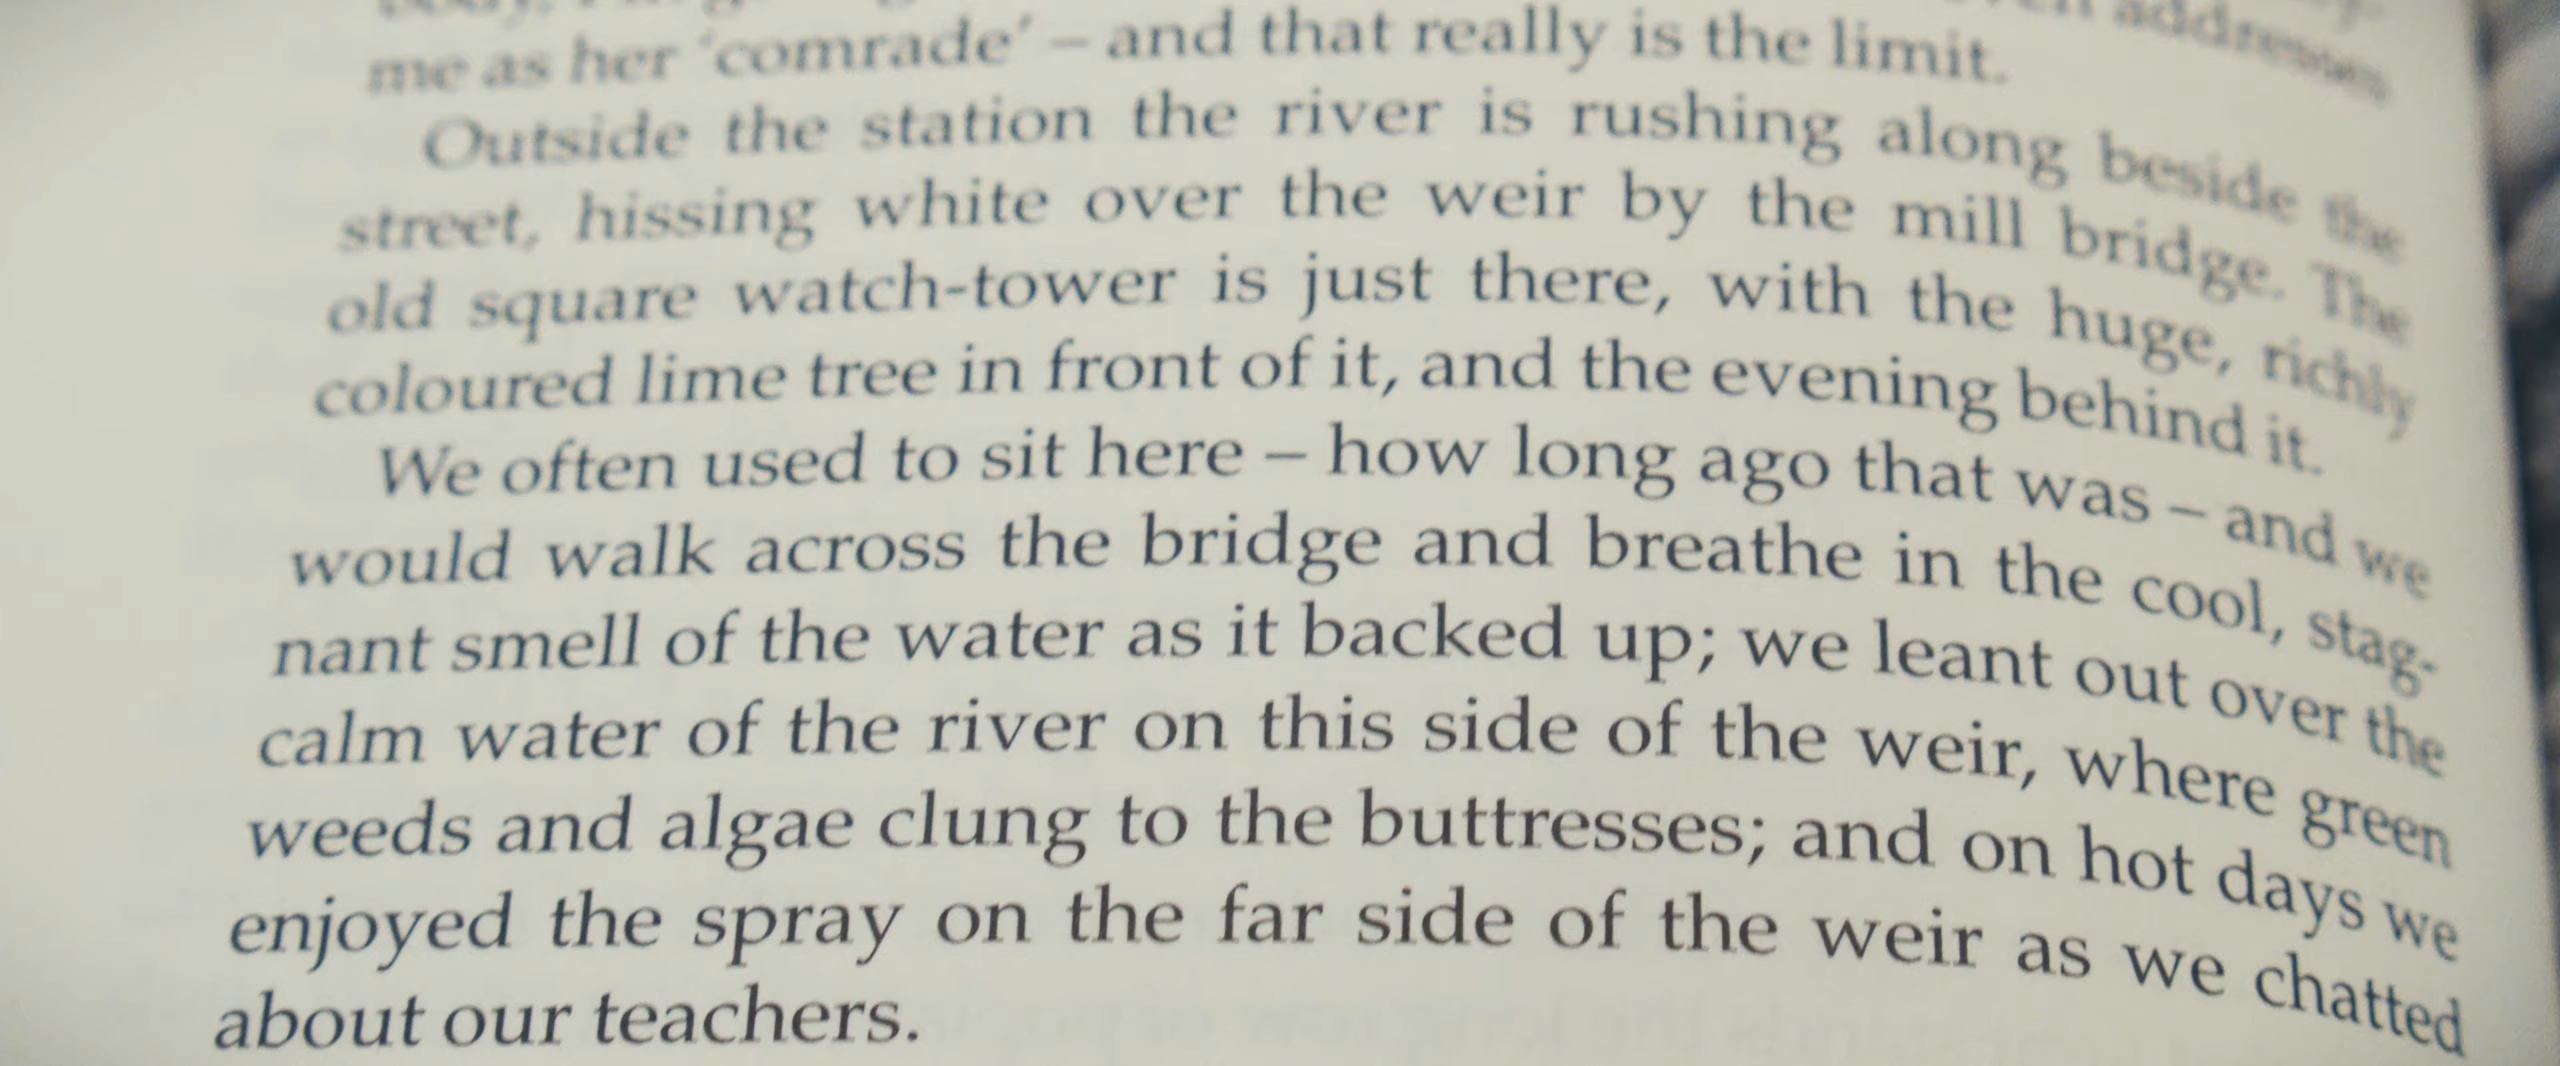 addresses
me as her ‘comrade’ – and that really is the limit.
Outside the station the river is rushing along beside the
street, hissing white over the weir by the mill bridge. The
old square watch-tower is just there, with the huge, richly
coloured lime tree in front of it, and the evening behind it.
We often used to sit here – how long ago that was – and we
would walk across the bridge and breathe in the cool, stag-
nant smell of the water as it backed up; we leant out over the
calm water of the river on this side of the weir, where green
weeds and algae clung to the buttresses; and on hot days we
enjoyed the spray on the far side of the weir as we chatted
about our teachers.